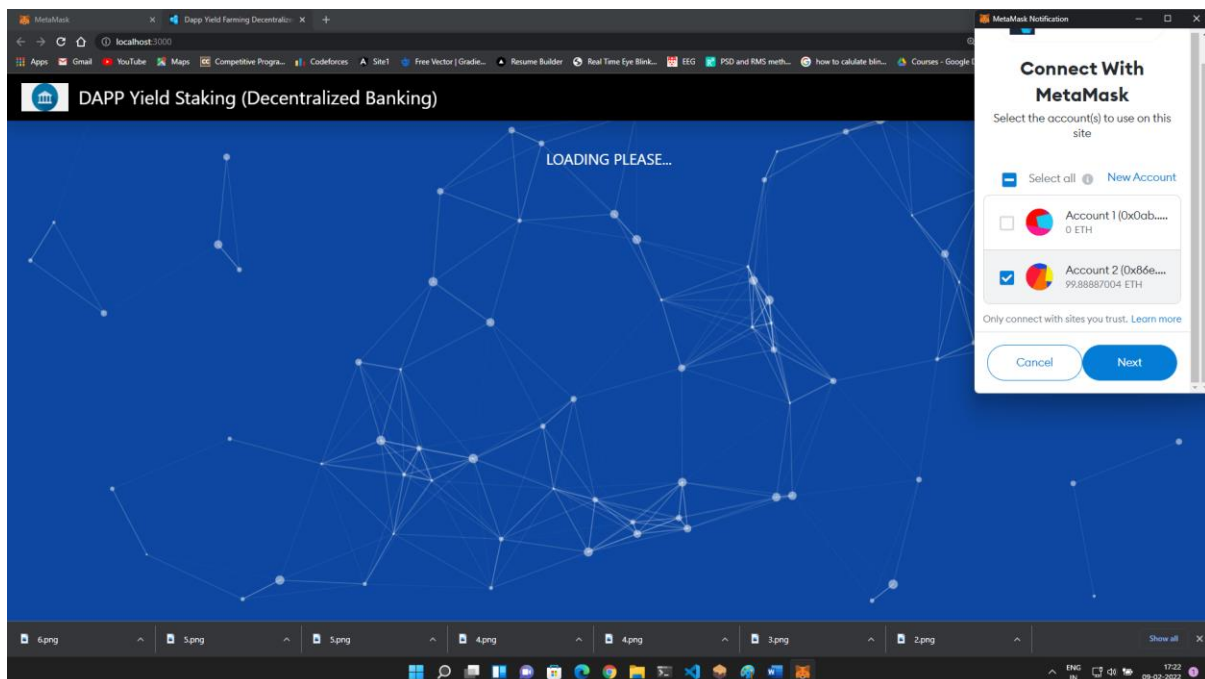 MetaMask
Dapp Yield Farming Decentraliz
localhost:3000
Apps Gmail YouTube Maps Competitive Progra... Codeforces Site1 Free Vector | Gradie... Resume Builder Real Time Eye Blink... EEG PSD and RMS meth... how to calulate blin... Courses - Google
DAPP Yield Staking (Decentralized Banking)
LOADING PLEASE...
MetaMask Notification
Connect With
MetaMask
Select the account(s) to use on this
site
Select all New Account
Account 1 (0x0ab....
0 ETH
Account 2 (0x86e....
99.88887004 ETH
Only connect with sites you trust. Learn more
Cancel Next
6.png 5.png 5.png 4.png 4.png 3.png 2.png Show all
ENG 17:22
IN 09-02-2022